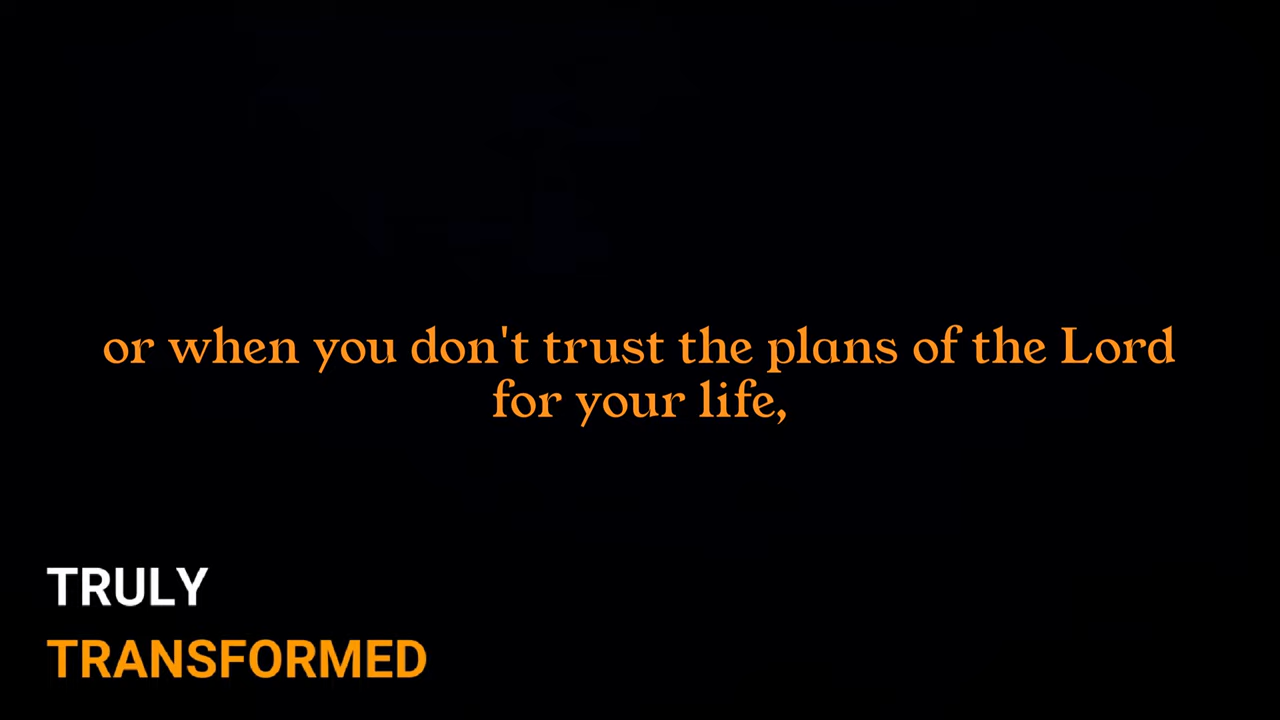 or when you don't trust the plans of the Lord
for your life,
TRULY
TRANSFORMED